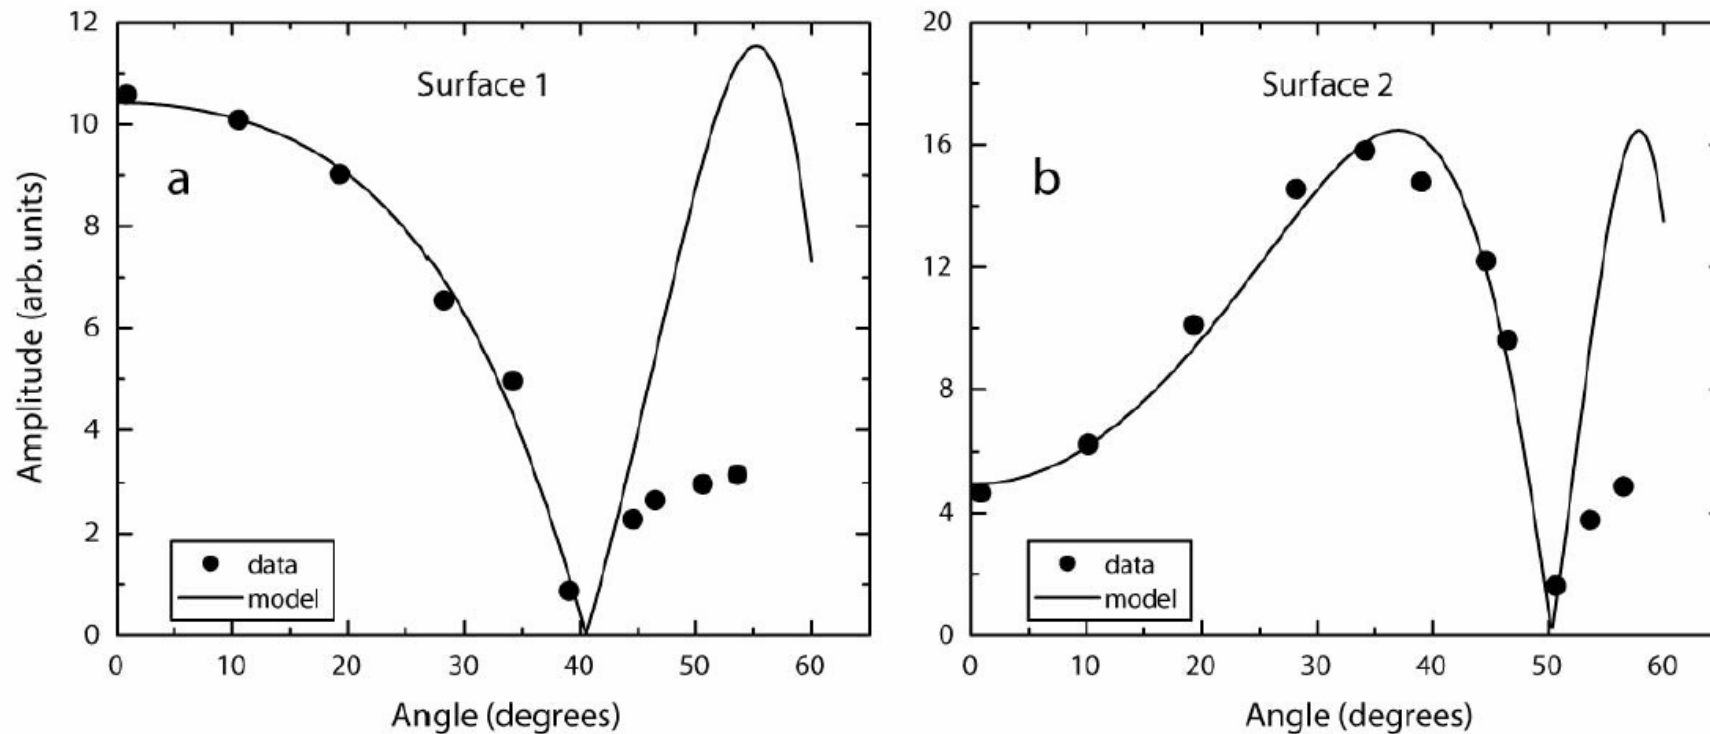 12
10
8
6
4
2
0
Amplitude (arb. units)
Surface 1
a
data
model
0 10 20 30 40 50 60
Angle (degrees)
20
16
12
8
4
0
Surface 2
b
data
model
0 10 20 30 40 50 60
Angle (degrees)